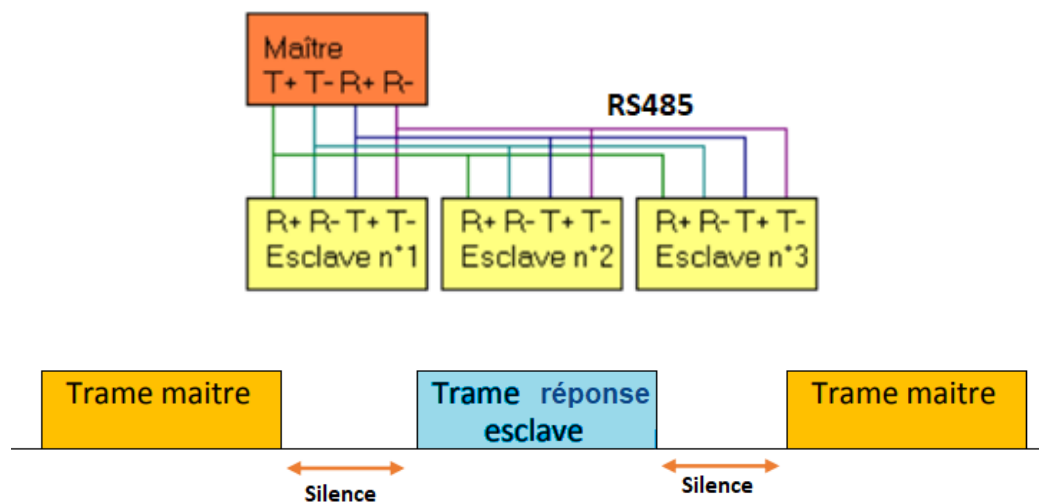 Maître
T+ T- R+ R-
RS485
R+ R- T+ T-
Esclave n°1
R+ R- T+ T-
Esclave n°2
R+ R- T+ T-
Esclave n°3
Trame maitre
Trame réponse
esclave
Trame maitre
Silence
Silence